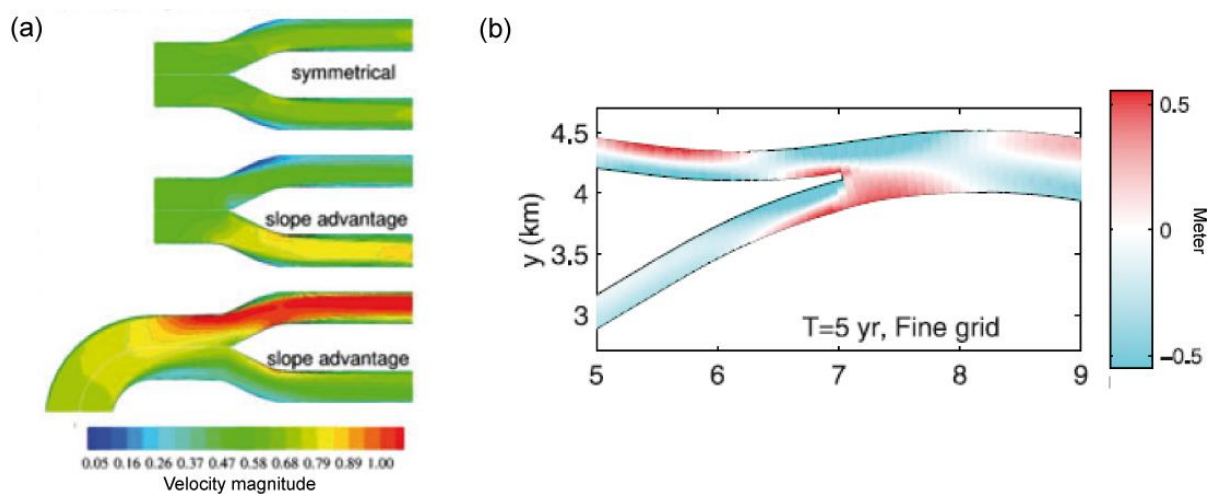 (a)
symmetrical
slope advantage
slope advantage
0.05 0.16 0.26 0.37 0.47 0.58 0.68 0.79 0.89 1.00
Velocity magnitude
(b)
y (km)
4.5
4
3.5
3
T=5 yr, Fine grid
5 6 7 8 9
0.5
0
−0.5
Meter